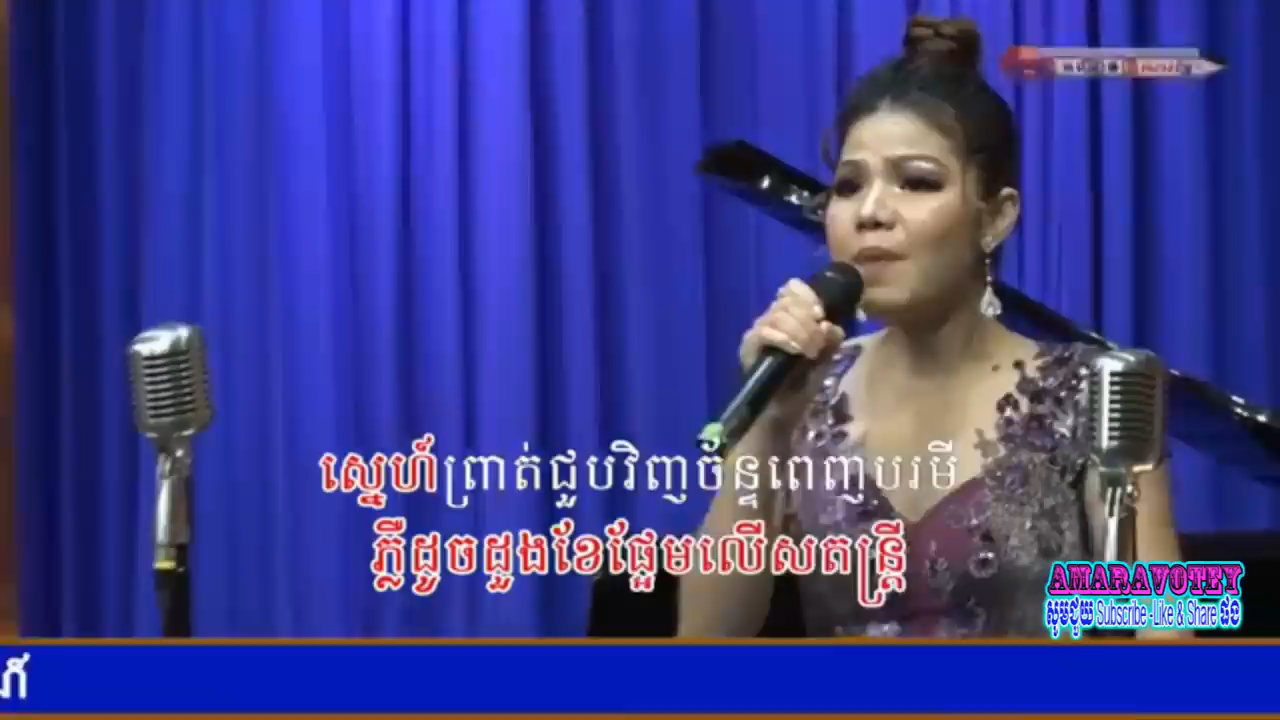 ស្នេហ៍ព្រាត់ជួបវិញច័ន្ទពេញបរមី
ភ្លឺដូចដួងខែផ្អែមលើសតន្ត្រី
AMARAVOTEY
សូមជួយ Subscribe -Like & Share ផង